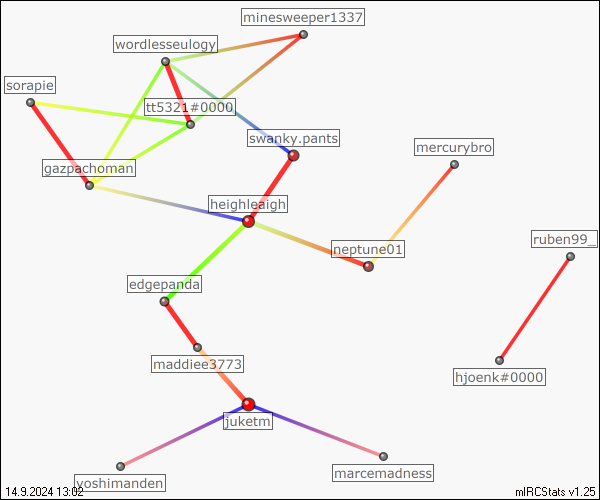 minesweeper1337
wordlesseulogy
sorapie
tt5321#0000
swanky.pants
mercurybro
gazpachoman
heighleaigh
ruben99_
neptune01
edgepanda
maddiee3773
hjoenk#0000
juketm
marcemadness
yoshimanden
14.9.2024 13:02
mIRCStats v1.25